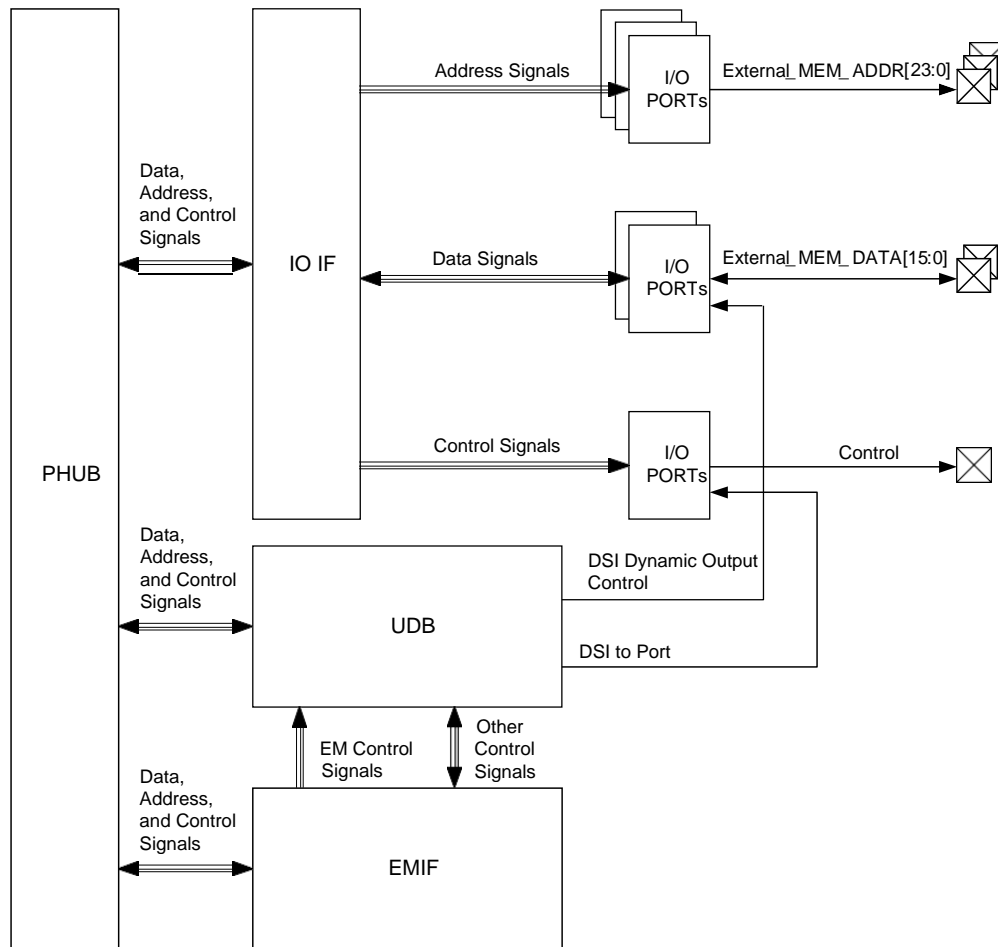 Address Signals
I/O
PORTs
External_MEM_ADDR[23:0]
Data,
Address,
and Control
Signals
IO IF
Data Signals
I/O
PORTs
External_MEM_DATA[15:0]
PHUB
Control Signals
I/O
PORTs
Control
Data,
Address,
and Control
Signals
UDB
DSI Dynamic Output
Control
DSI to Port
EM Control
Signals
Other
Control
Signals
Data,
Address,
and Control
Signals
EMIF